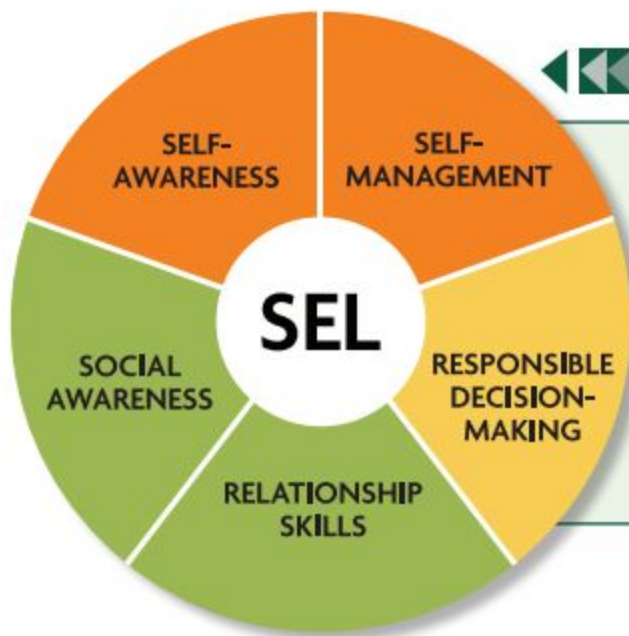 SELF-
AWARENESS
SELF-
MANAGEMENT
SEL
SOCIAL
AWARENESS
RESPONSIBLE
DECISION-
MAKING
RELATIONSHIP
SKILLS